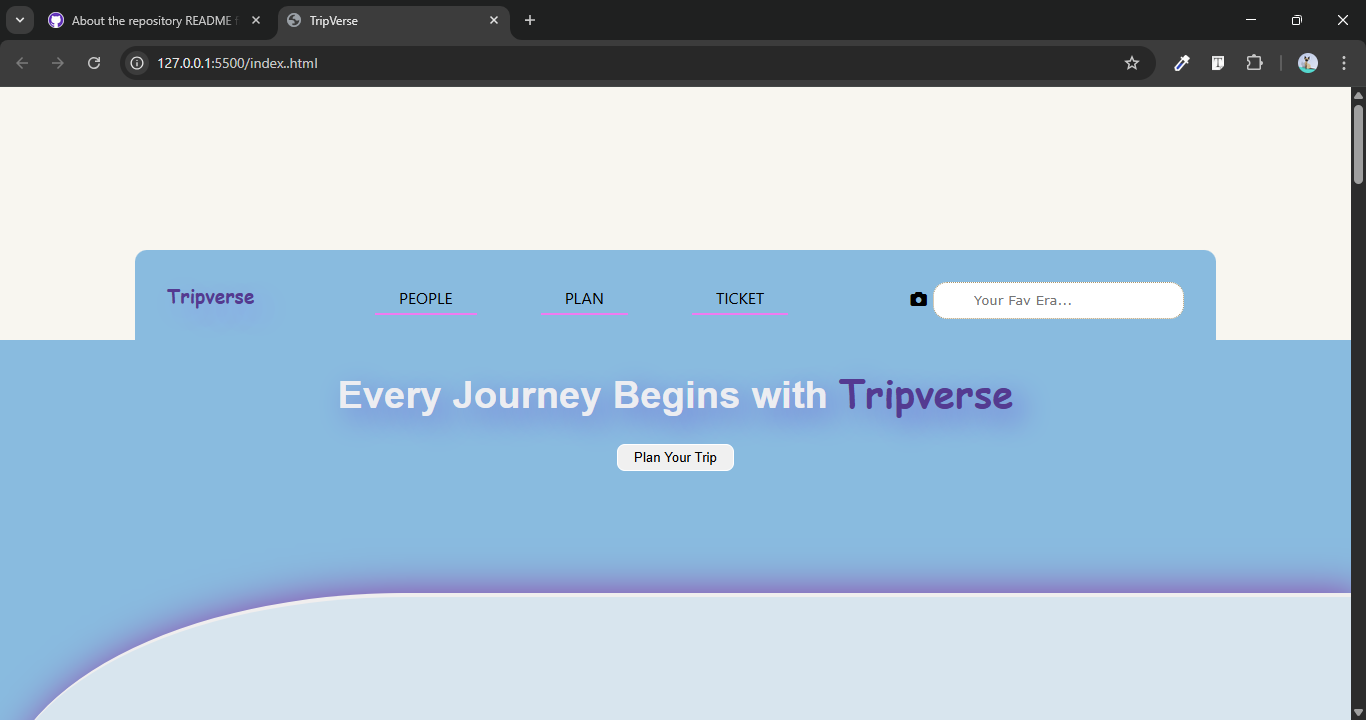 About the repository README f
TripVerse
127.0.0.1:5500/index..html
Tripverse
PEOPLE
PLAN
TICKET
Your Fav Era...
Every Journey Begins with Tripverse
Plan Your Trip